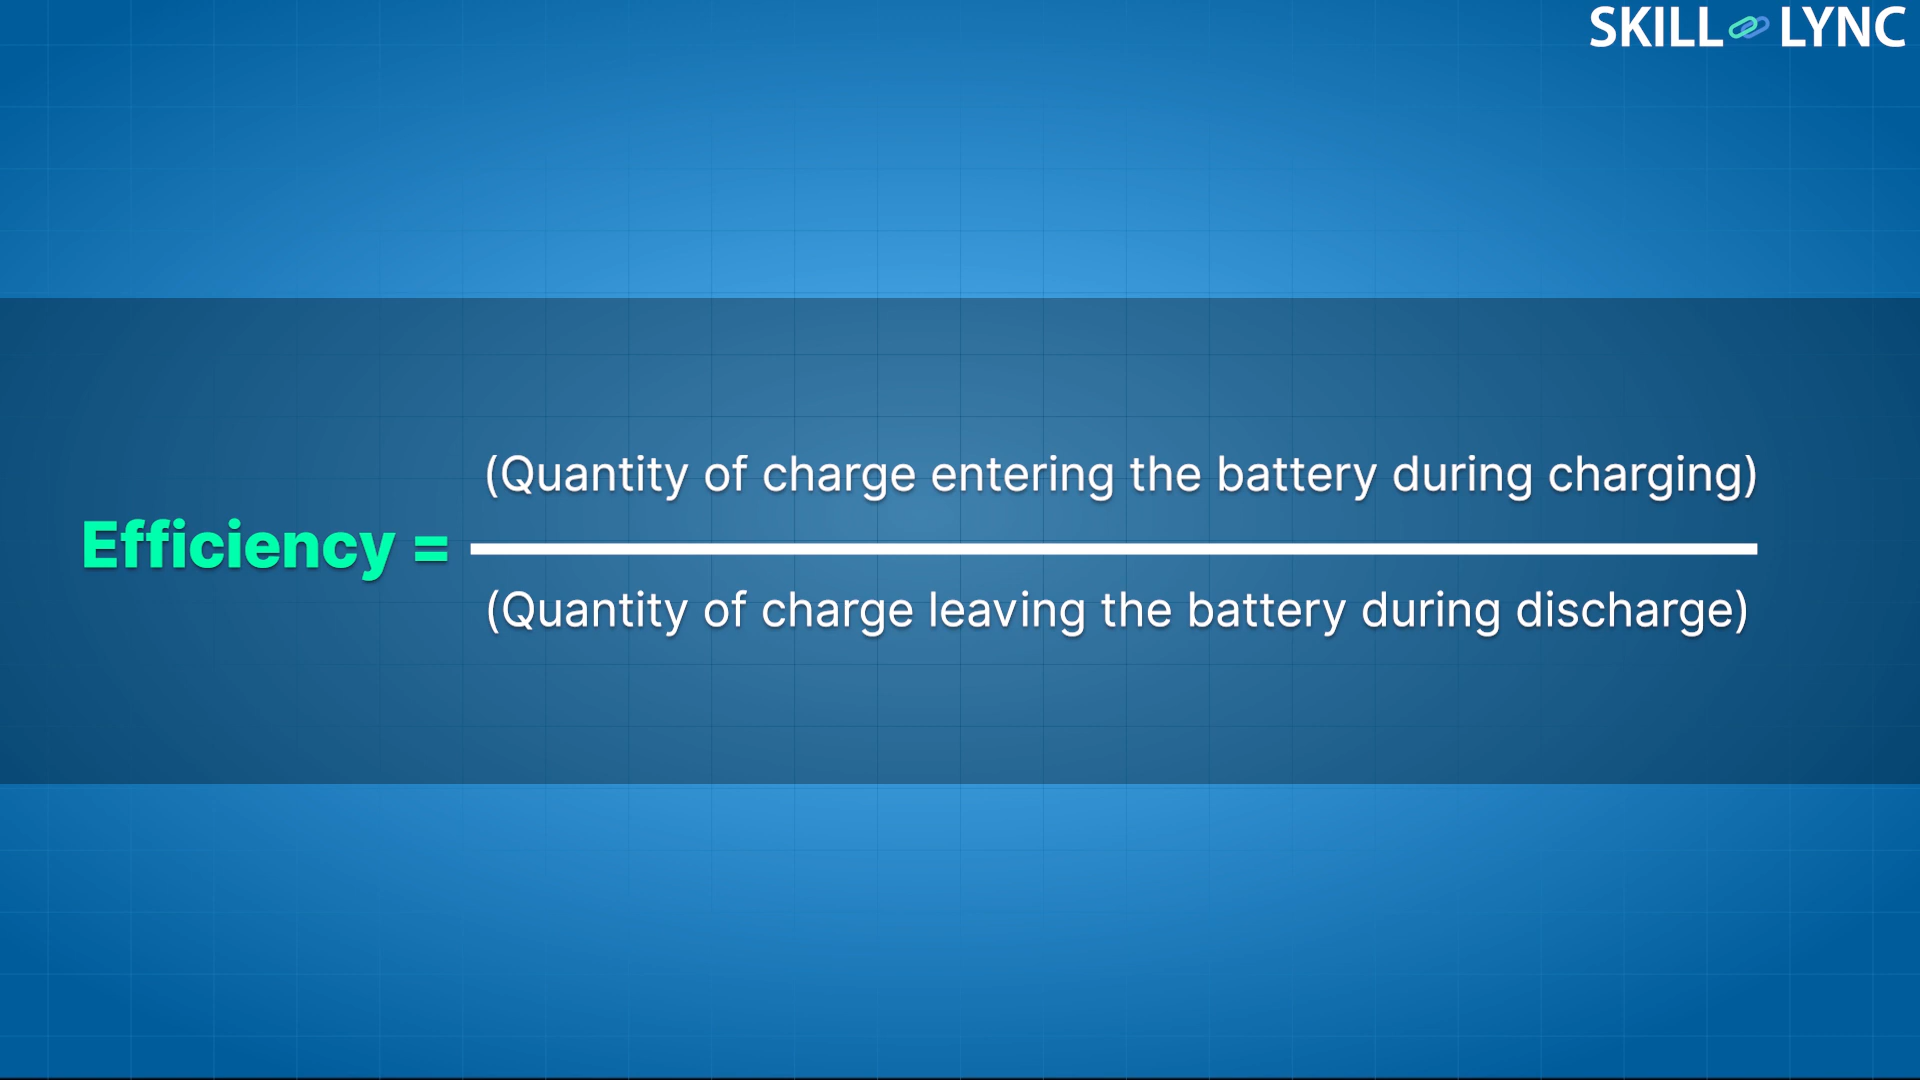 SKILL LYNC
(Quantity of charge entering the battery during charging)
Efficiency =
(Quantity of charge leaving the battery during discharge)